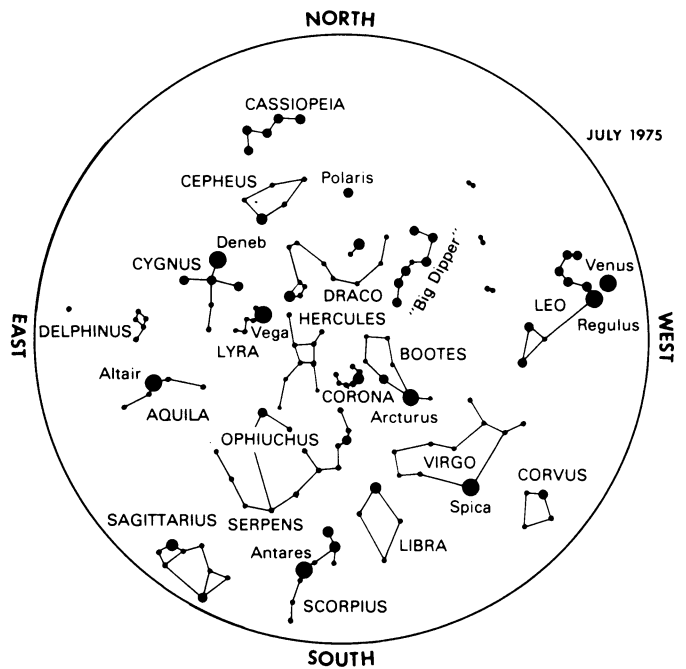 NORTH
CASSIOPEIA
JULY 1975
CEPHEUS
Polaris
Deneb
CYGNUS
"Big Dipper"
Venus
DRACO
LEO
EAST
DELPHINUS
HERCULES
Regulus
WEST
Vega
LYRA
BOOTES
Altair
CORONA
AQUILA
Arcturus
OPHIUCHUS
VIRGO
CORVUS
Spica
SAGITTARIUS
SERPENS
Antares
LIBRA
SCORPIUS
SOUTH